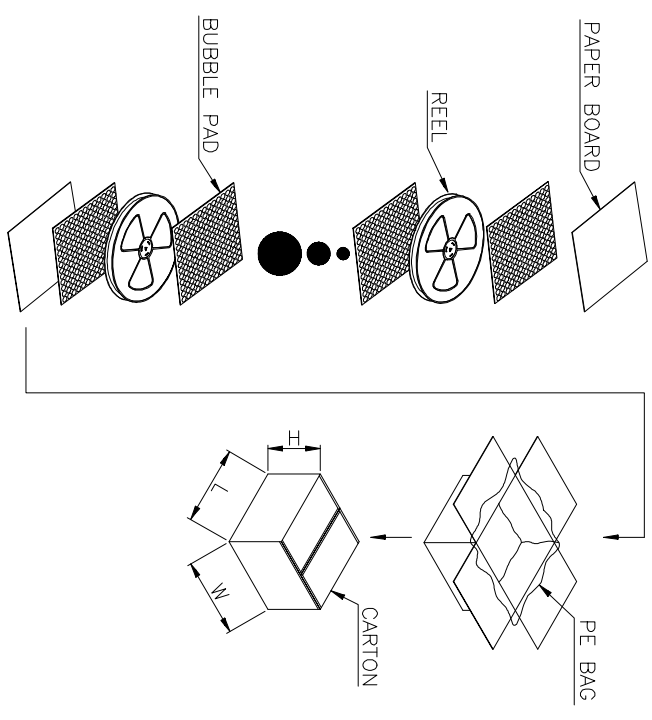 PAPER BOARD
REEL
BUBBLE PAD
PE BAG
CARTON
H
L
W